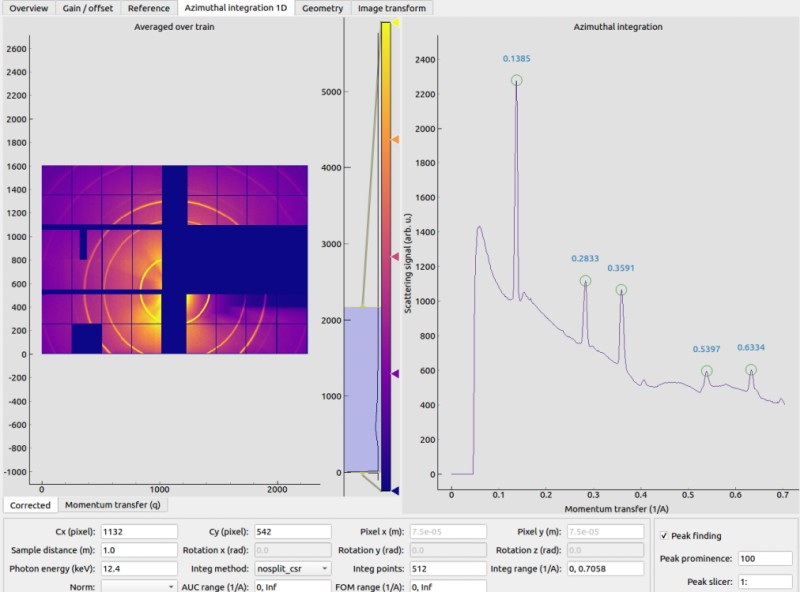 Overview Gain / offset Reference Azimuthal integration 1D Geometry Image transform
Averaged over train
2600
2400
2200
2000
1800
1600
1400
1200
1000
800
600
400
200
0
-200
-400
-600
-800
-1000
0 1000 2000
5000
4000
3000
2000
1000
0
Azimuthal integration
Scattering signal (arb. u.)
2400
2200
2000
1800
1600
1400
1200
1000
800
600
400
200
0
0.1385
0.2833
0.3591
0.5397
0.6334
0 0.1 0.2 0.3 0.4 0.5 0.6 0.7
Momentum transfer (1/A)
Corrected Momentum transfer (q)
Cx (pixel): 1132 Cy (pixel): 542 Pixel x (m): 7.5e-05 Pixel y (m): 7.5e-05
Sample distance (m): 1.0 Rotation x (rad): 0.0 Rotation y (rad): 0.0 Rotation z (rad): 0.0
Photon energy (keV): 12.4 Integ method: nosplit_csr Integ points: 512 Integ range (1/A): 0, 0.7058
Norm: AUC range (1/A): 0, Inf FOM range (1/A): 0, Inf
Peak finding
Peak prominence: 100
Peak slicer: 1: